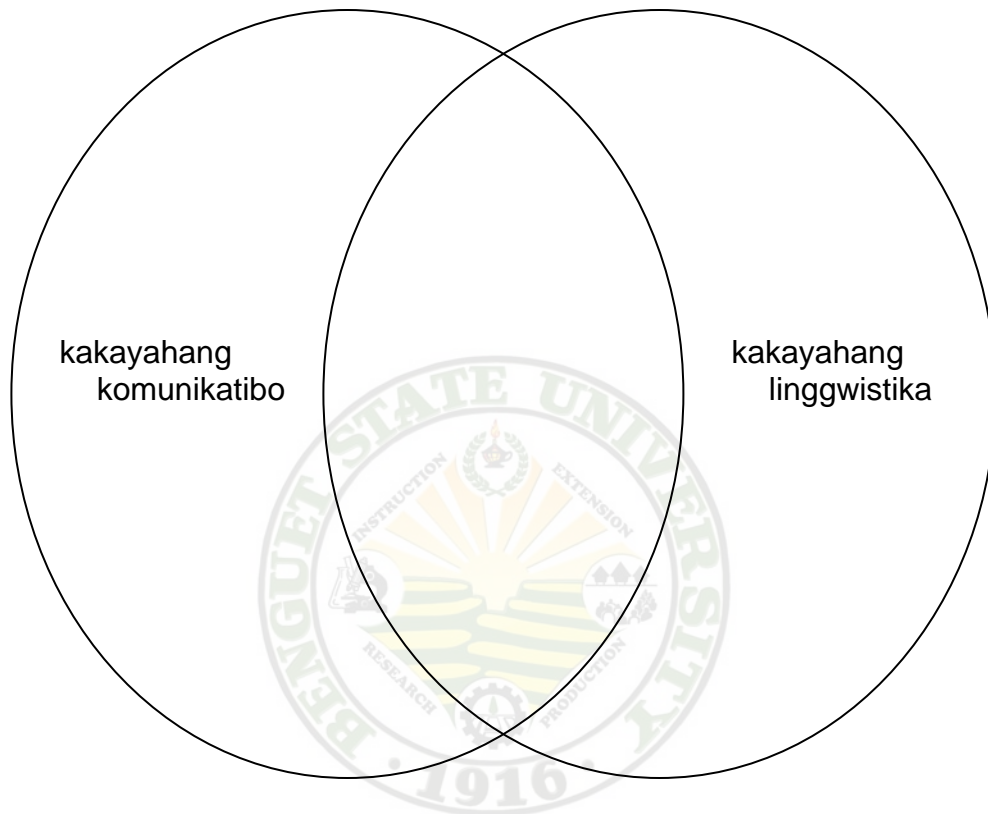 kakayahang
komunikatibo
kakayahang
linggwistika
BENGUET STATE UNIVERSITY
INSTRUCTION
EXTENSION
RESEARCH
PRODUCTION
· 1916 ·